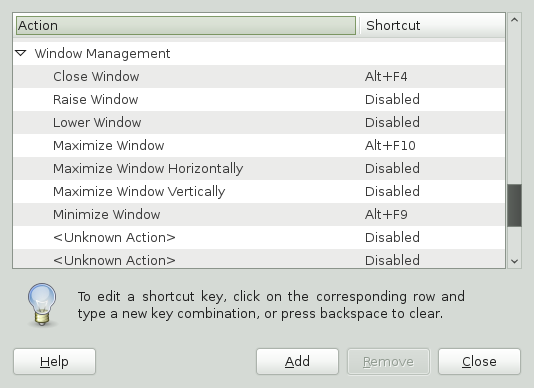 Action Shortcut
Window Management
Close Window Alt+F4
Raise Window Disabled
Lower Window Disabled
Maximize Window Alt+F10
Maximize Window Horizontally Disabled
Maximize Window Vertically Disabled
Minimize Window Alt+F9
<Unknown Action> Disabled
<Unknown Action> Disabled
To edit a shortcut key, click on the corresponding row and
type a new key combination, or press backspace to clear.
Help Add Remove Close